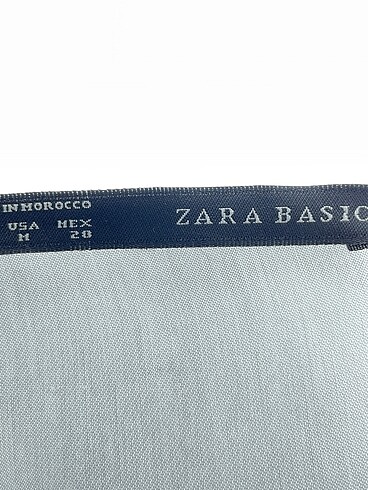 IN MOROCCO
USA MEX
M 28
ZARA BASIC